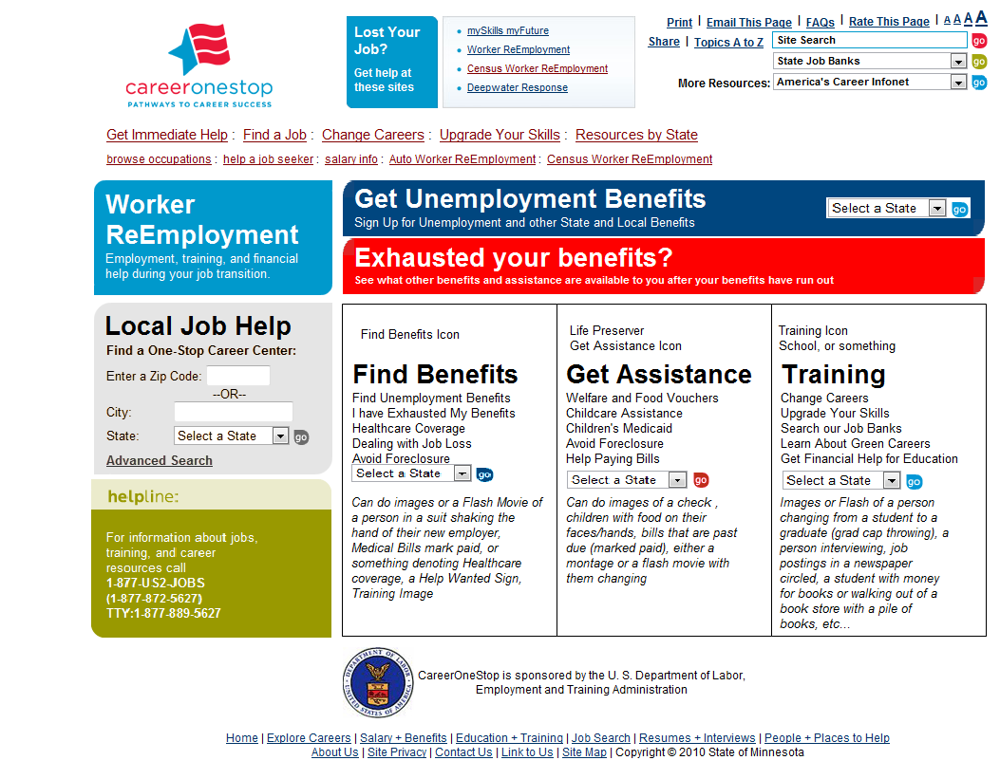 careeronestop
PATHWAYS TO CAREER SUCCESS
Lost Your
Job?
Get help at
these sites
mySkills myFuture
Worker ReEmployment
Census Worker ReEmployment
Deepwater Response
Print | Email This Page | FAQs | Rate This Page | A A A A
Share | Topics A to Z
Site Search go
State Job Banks go
More Resources: America's Career Infonet go
Get Immediate Help : Find a Job : Change Careers : Upgrade Your Skills : Resources by State
browse occupations : help a job seeker : salary info : Auto Worker ReEmployment : Census Worker ReEmployment
Worker
ReEmployment
Employment, training, and financial
help during your job transition.
Get Unemployment Benefits
Sign Up for Unemployment and other State and Local Benefits
Select a State go
Exhausted your benefits?
See what other benefits and assistance are available to you after your benefits have run out
Local Job Help
Find a One-Stop Career Center:
Enter a Zip Code:
--OR--
City:
State: Select a State go
Advanced Search
helpline:
For information about jobs,
training, and career
resources call
1-877-US2-JOBS
(1-877-872-5627)
TTY:1-877-889-5627
Find Benefits Icon
Find Benefits
Find Unemployment Benefits
I have Exhausted My Benefits
Healthcare Coverage
Dealing with Job Loss
Avoid Foreclosure
Select a State go
Can do images or a Flash Movie of
a person in a suit shaking the
hand of their new employer,
Medical Bills mark paid, or
something denoting Healthcare
coverage, a Help Wanted Sign,
Training Image
Life Preserver
Get Assistance Icon
Get Assistance
Welfare and Food Vouchers
Childcare Assistance
Children's Medicaid
Avoid Foreclosure
Help Paying Bills
Select a State go
Can do images of a check ,
children with food on their
faces/hands, bills that are past
due (marked paid), either a
montage or a flash movie with
them changing
Training Icon
School, or something
Training
Change Careers
Upgrade Your Skills
Search our Job Banks
Learn About Green Careers
Get Financial Help for Education
Select a State go
Images or Flash of a person
changing from a student to a
graduate (grad cap throwing), a
person interviewing, job
postings in a newspaper
circled, a student with money
for books or walking out of a
book store with a pile of
books, etc...
DEPARTMENT OF LABOR
UNITED STATES OF AMERICA
CareerOneStop is sponsored by the U. S. Department of Labor,
Employment and Training Administration
Home | Explore Careers | Salary + Benefits | Education + Training | Job Search | Resumes + Interviews | People + Places to Help
About Us | Site Privacy | Contact Us | Link to Us | Site Map | Copyright © 2010 State of Minnesota